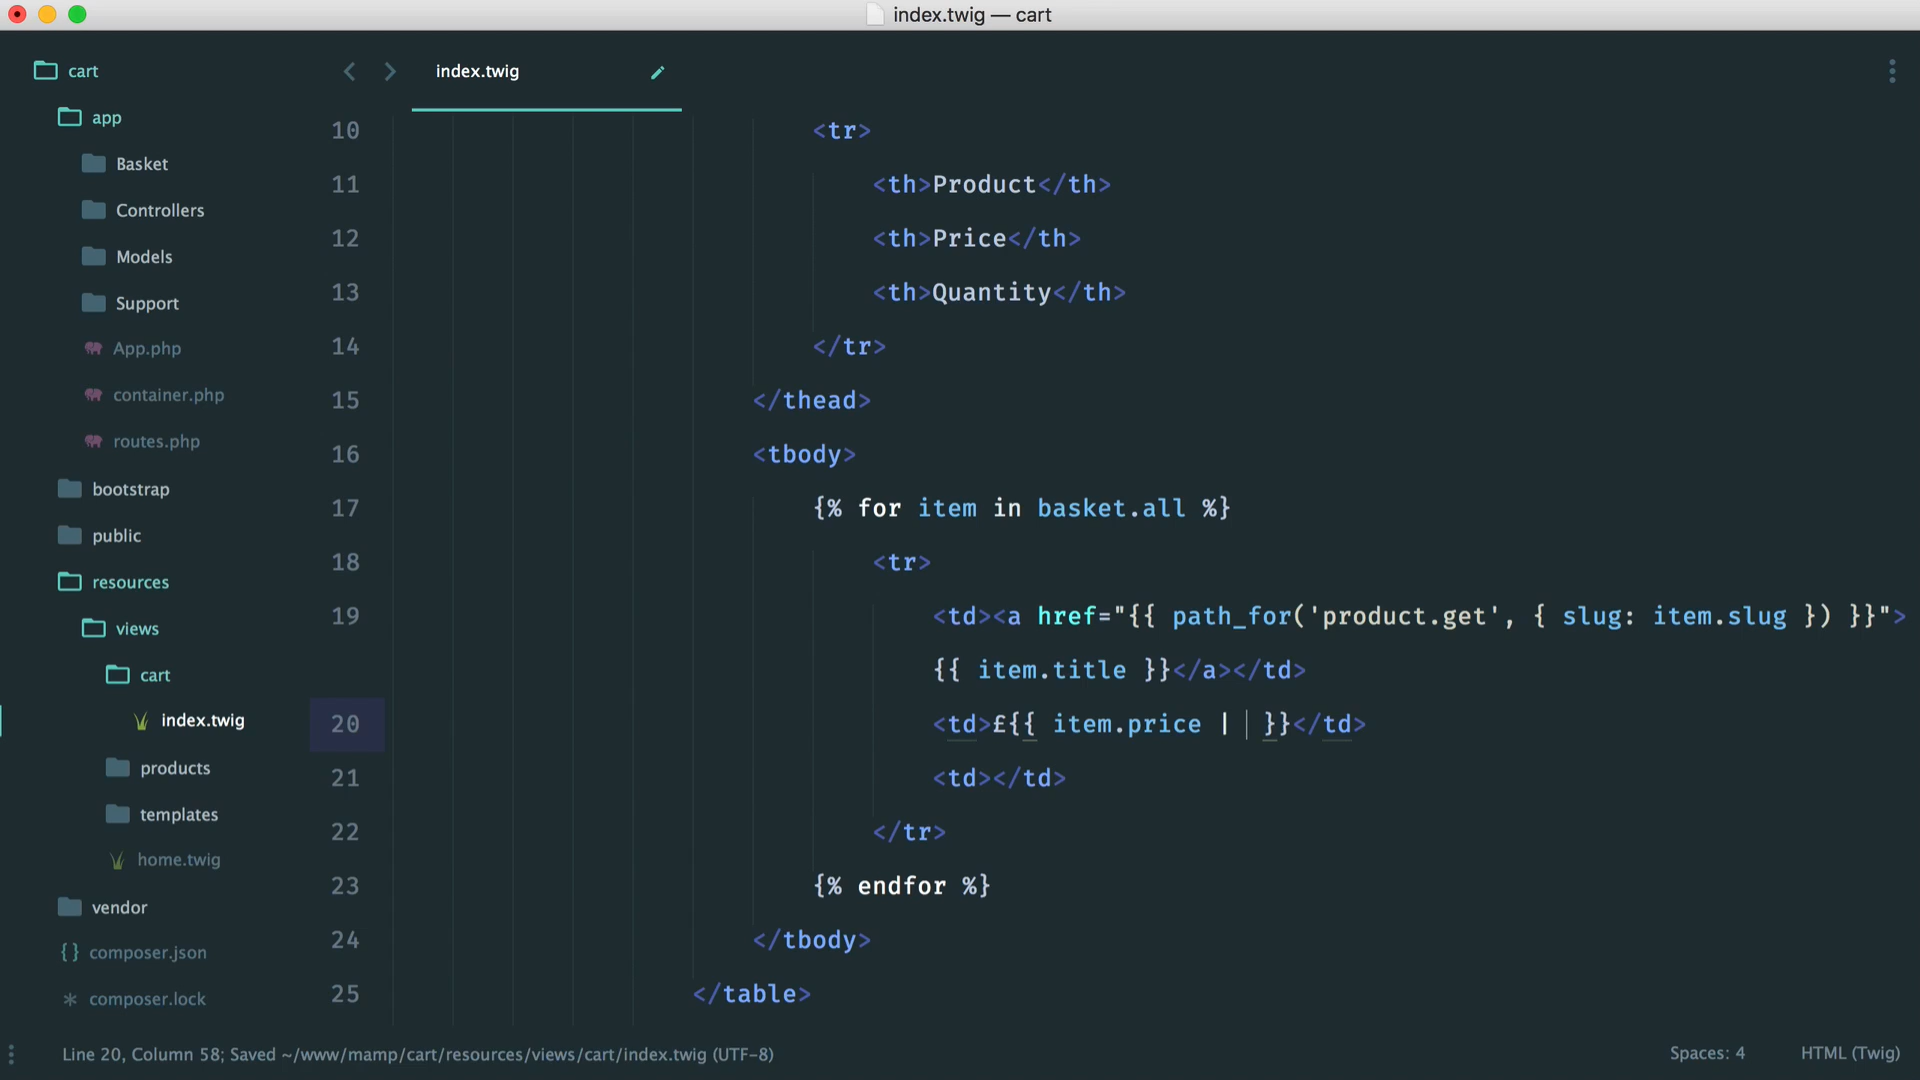 index.twig — cart
cart
app
Basket
Controllers
Models
Support
App.php
container.php
routes.php
bootstrap
public
resources
views
cart
index.twig
products
templates
home.twig
vendor
composer.json
composer.lock
index.twig
10 <tr>
11 <th>Product</th>
12 <th>Price</th>
13 <th>Quantity</th>
14 </tr>
15 </thead>
16 <tbody>
17 {% for item in basket.all %}
18 <tr>
19 <td><a href="{{ path_for('product.get', { slug: item.slug }) }}">
{{ item.title }}</a></td>
20 <td>£{{ item.price | }}</td>
21 <td></td>
22 </tr>
23 {% endfor %}
24 </tbody>
25 </table>
Line 20, Column 58; Saved ~/www/mamp/cart/resources/views/cart/index.twig (UTF-8)
Spaces: 4
HTML (Twig)